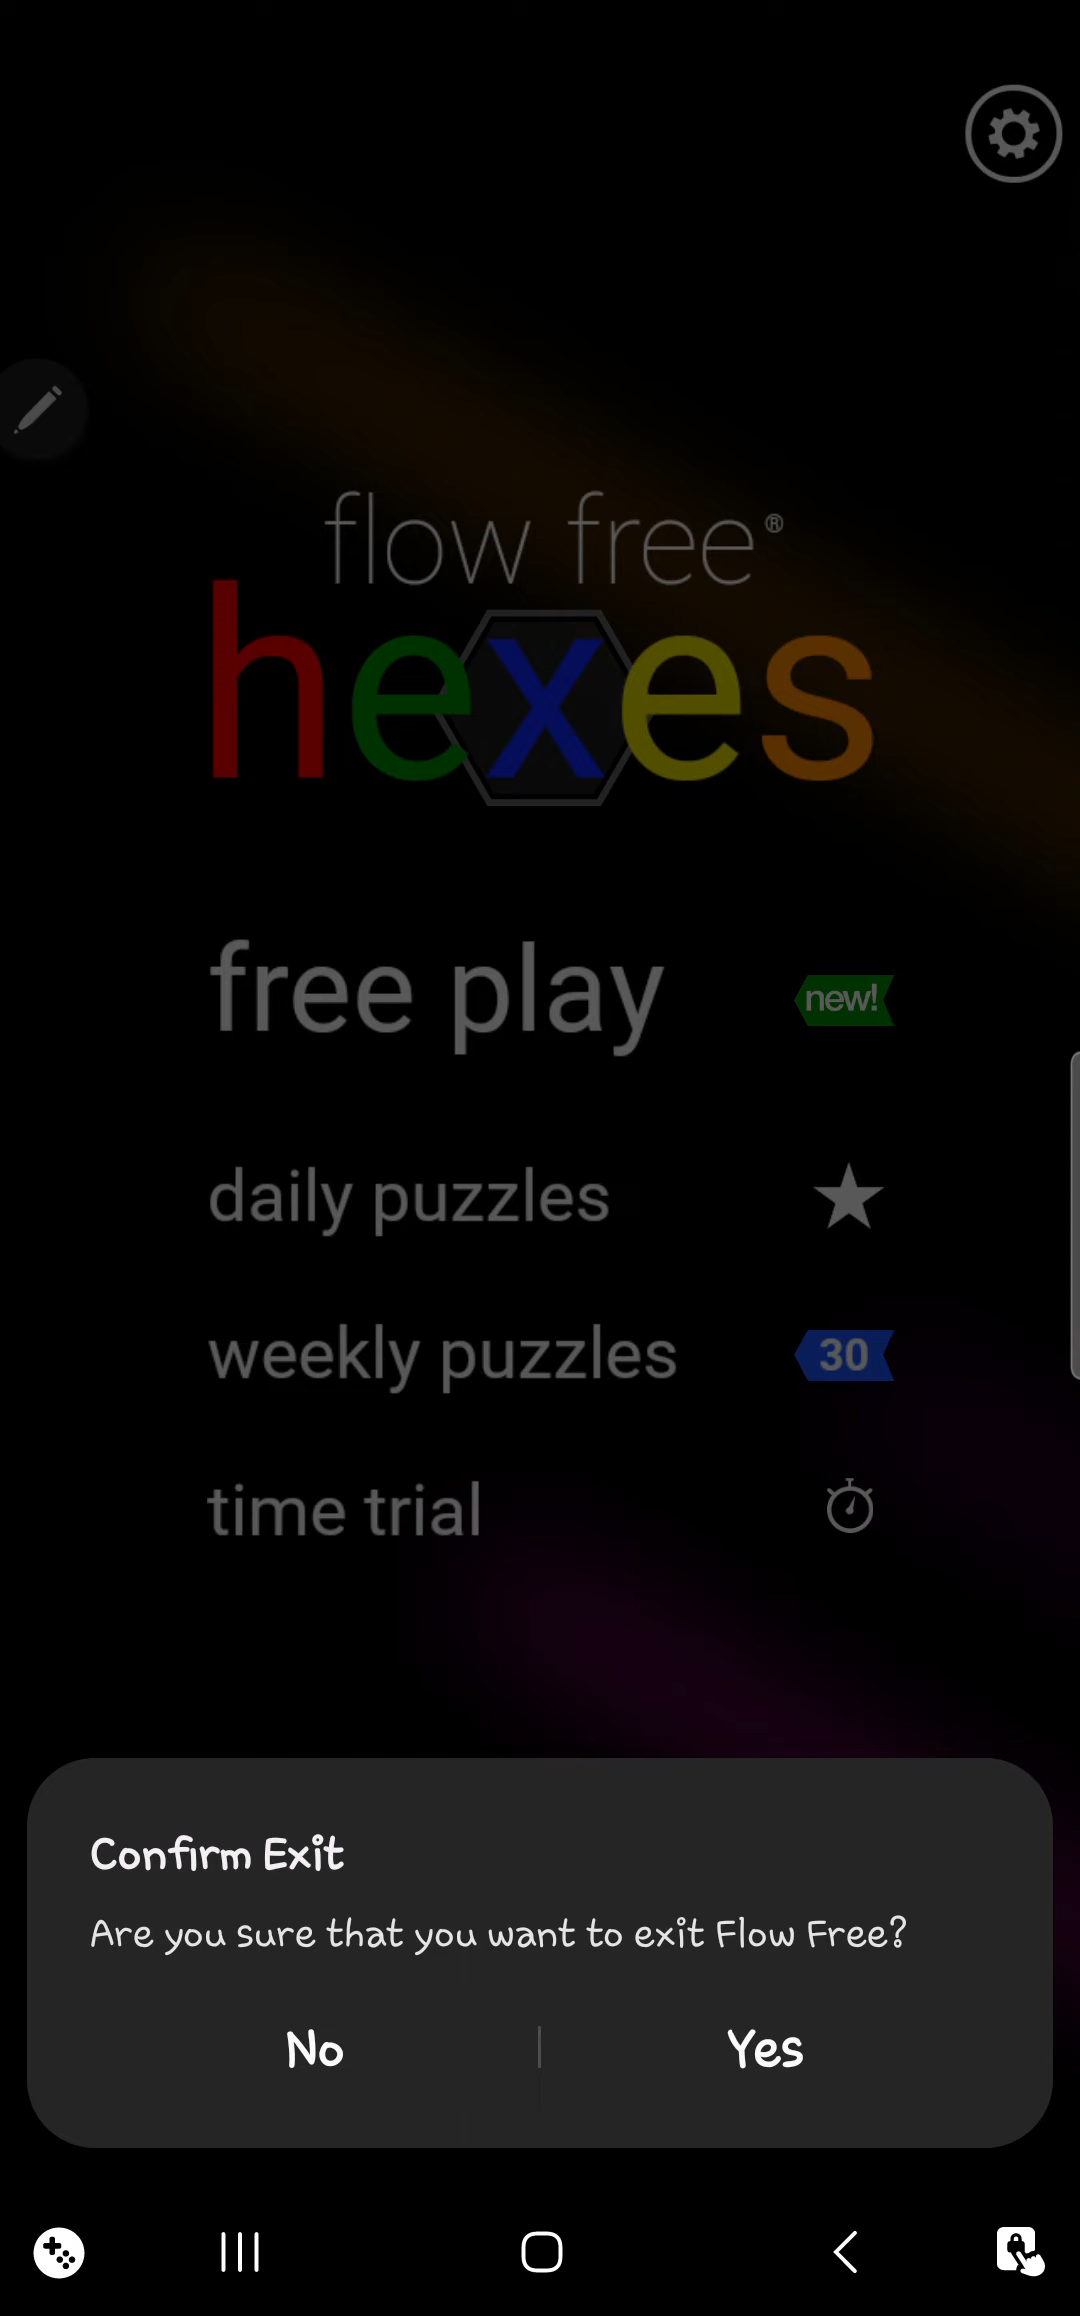 flow free®
hexes
free play
new!
daily puzzles
weekly puzzles
30
time trial
Confirm Exit
Are you sure that you want to exit Flow Free?
No
Yes